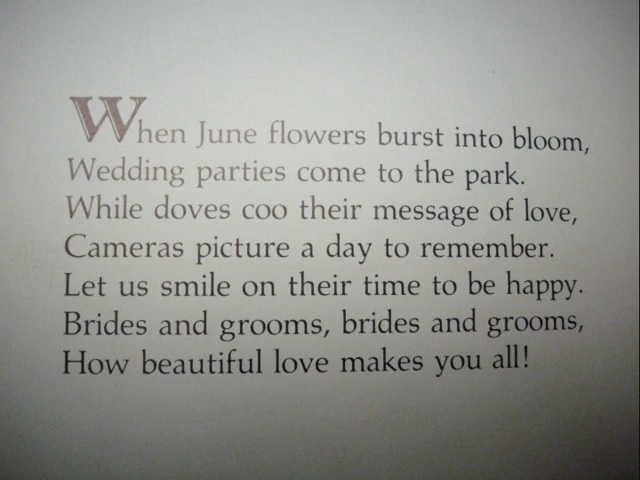 When June flowers burst into bloom,
Wedding parties come to the park.
While doves coo their message of love,
Cameras picture a day to remember.
Let us smile on their time to be happy.
Brides and grooms, brides and grooms,
How beautiful love makes you all!